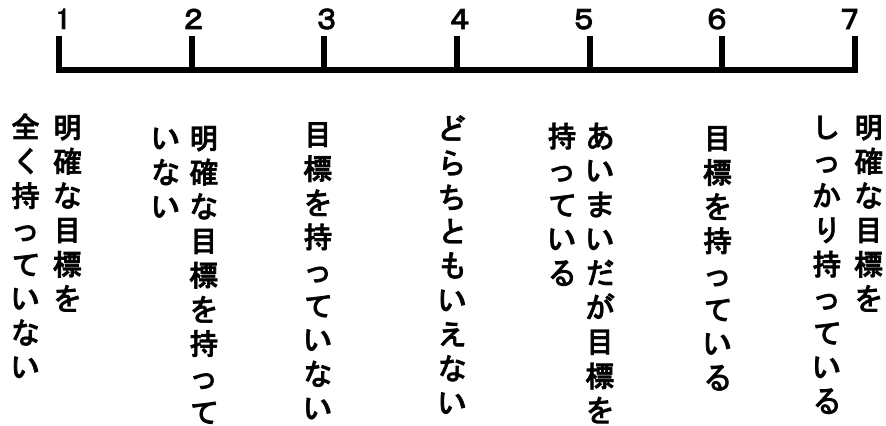 1
2
3
4
5
6
7
明確な目標を
全く持っていない
明確な目標を持って
いない
目標を持っていない
どらちともいえない
あいまいだが目標を
持っている
目標を持っている
明確な目標を
しっかり持っている